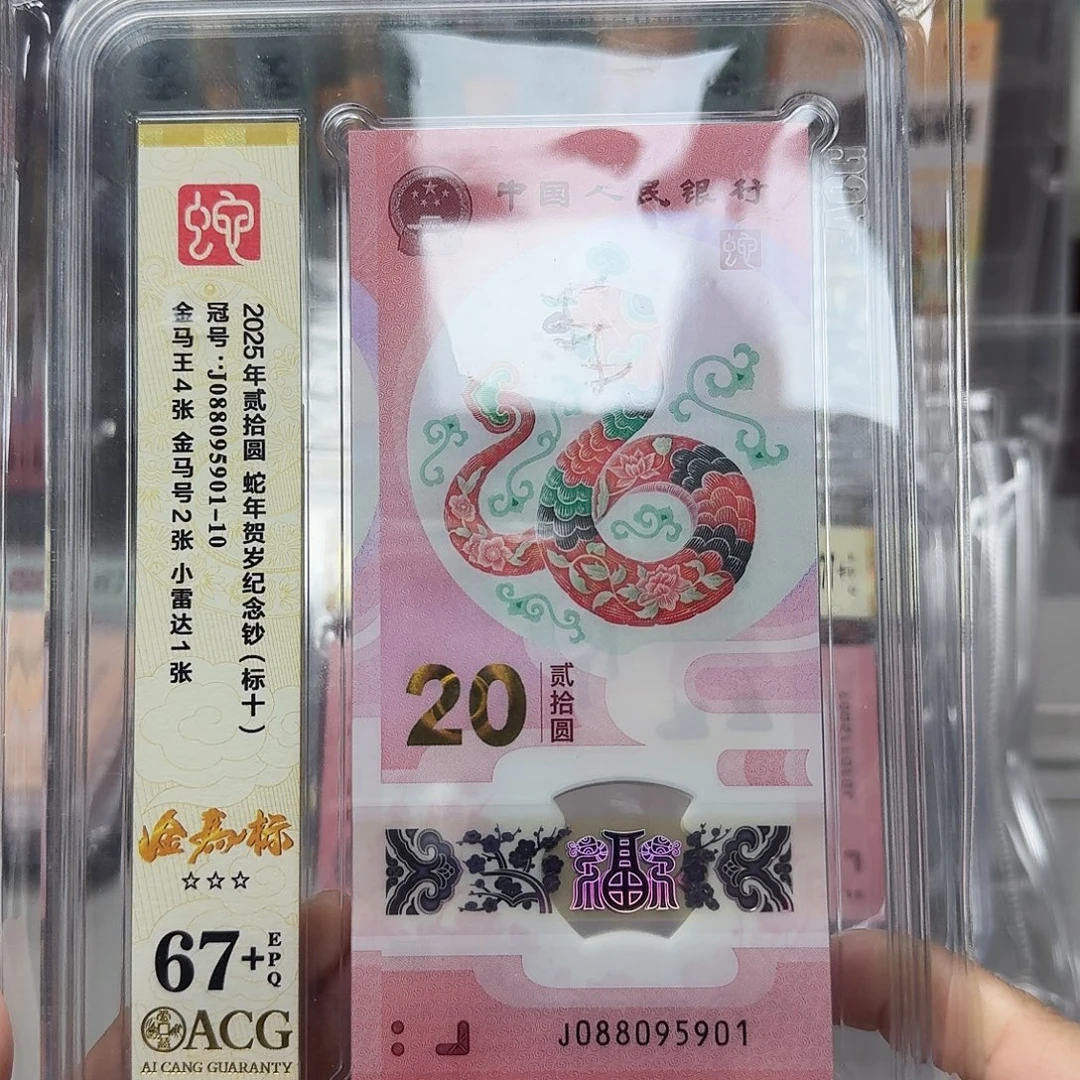 蛇
2025年贰拾圆 蛇年贺岁纪念钞(标十)
冠号:J088095901-10
金马王4张 金马号2张 小雷达1张
金马标
☆☆☆
67+
EPQ
ACG
AI CANG GUARANTY
中国人民银行
蛇
20
贰拾圆
J088095901